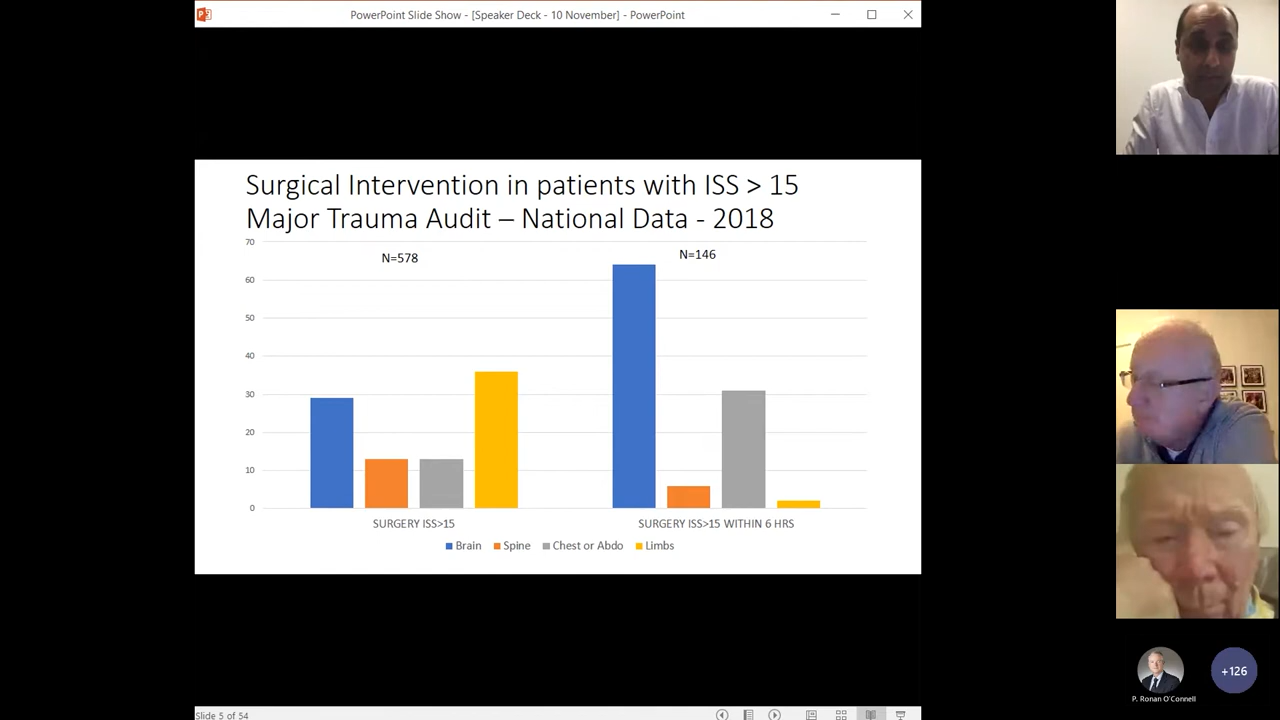 PowerPoint Slide Show - [Speaker Deck - 10 November] - PowerPoint
Surgical Intervention in patients with ISS > 15
Major Trauma Audit – National Data - 2018
70
60
50
40
30
20
10
0
N=578
N=146
SURGERY ISS>15
SURGERY ISS>15 WITHIN 6 HRS
Brain
Spine
Chest or Abdo
Limbs
+126
P. Ronan O'Connell
Slide 5 of 54